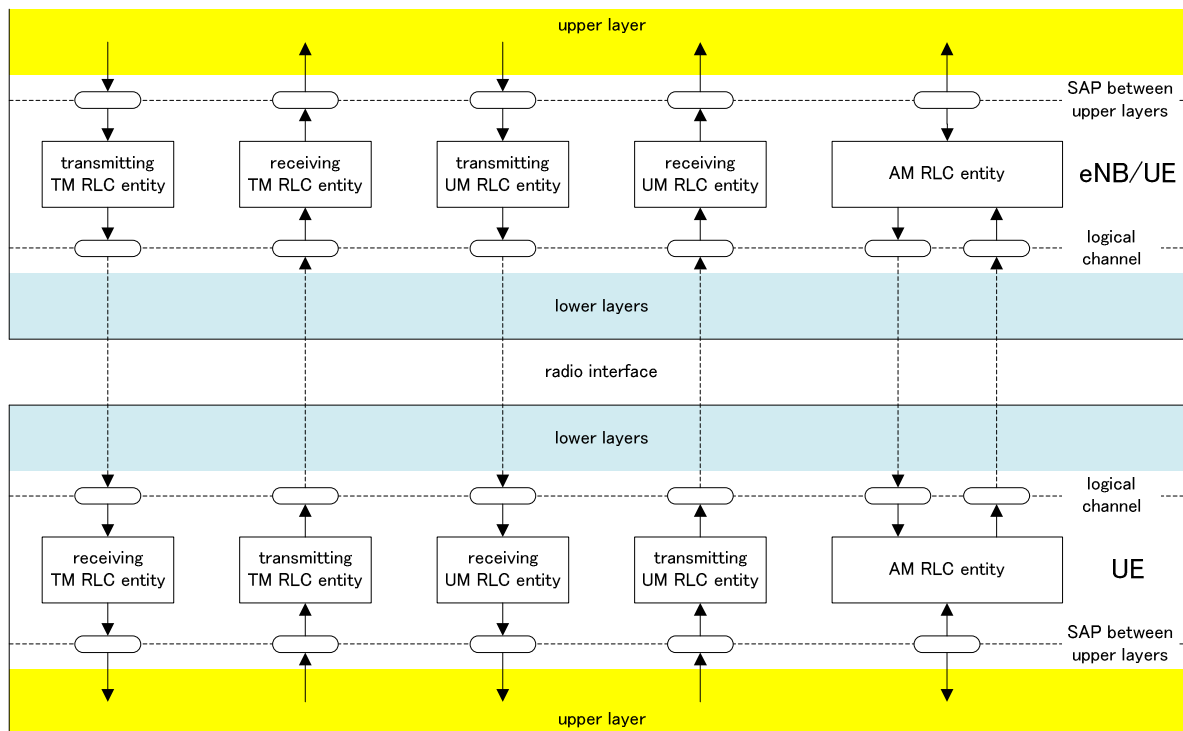 upper layer
SAP between
upper layers
transmitting
TM RLC entity
receiving
TM RLC entity
transmitting
UM RLC entity
receiving
UM RLC entity
AM RLC entity
eNB/UE
logical
channel
lower layers
radio interface
lower layers
logical
channel
receiving
TM RLC entity
transmitting
TM RLC entity
receiving
UM RLC entity
transmitting
UM RLC entity
AM RLC entity
UE
SAP between
upper layers
upper layer